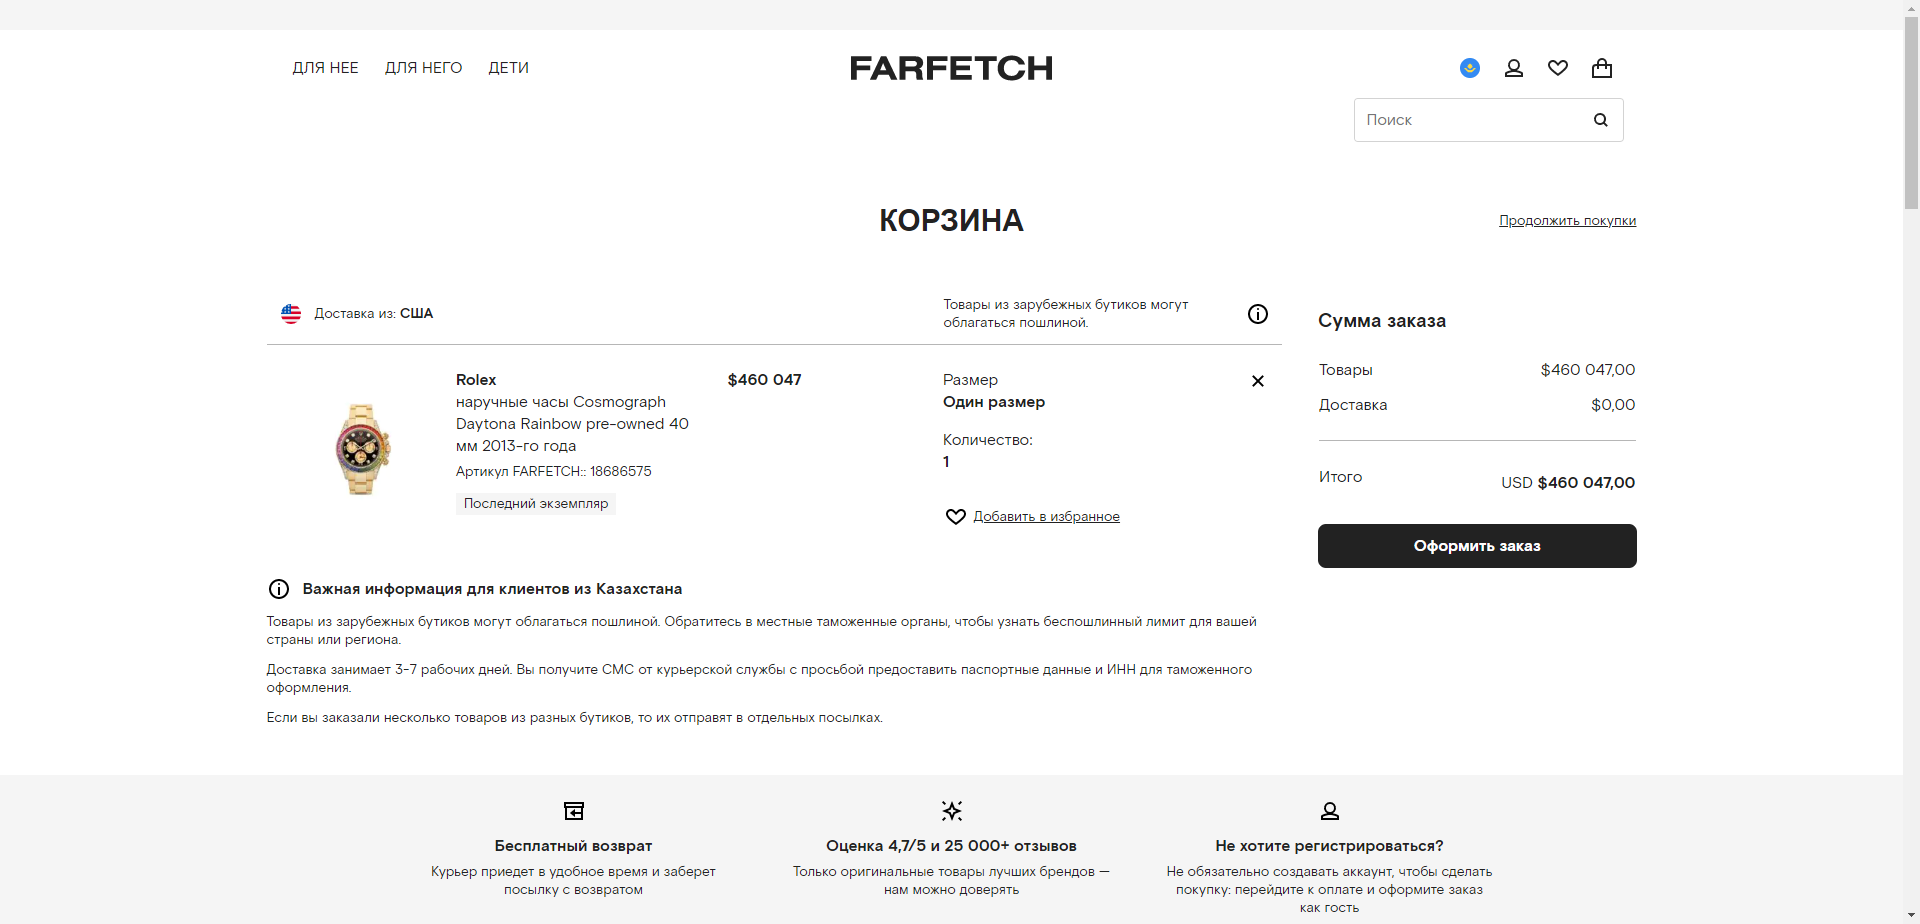 ДЛЯ НЕЕ ДЛЯ НЕГО ДЕТИ
FARFETCH
Поиск
КОРЗИНА
Продолжить покупки
Доставка из: США
Товары из зарубежных бутиков могут
облагаться пошлиной.
Rolex
наручные часы Cosmograph
Daytona Rainbow pre-owned 40
мм 2013-го года
Артикул FARFETCH:: 18686575
Последний экземпляр
$460 047
Размер
Один размер
Количество:
1
Добавить в избранное
Сумма заказа
Товары $460 047,00
Доставка $0,00
Итого USD $460 047,00
Оформить заказ
Важная информация для клиентов из Казахстана
Товары из зарубежных бутиков могут облагаться пошлиной. Обратитесь в местные таможенные органы, чтобы узнать беспошлинный лимит для вашей
страны или региона.
Доставка занимает 3-7 рабочих дней. Вы получите СМС от курьерской службы с просьбой предоставить паспортные данные и ИНН для таможенного
оформления.
Если вы заказали несколько товаров из разных бутиков, то их отправят в отдельных посылках.
Бесплатный возврат
Курьер приедет в удобное время и заберет
посылку с возвратом
Оценка 4,7/5 и 25 000+ отзывов
Только оригинальные товары лучших брендов —
нам можно доверять
Не хотите регистрироваться?
Не обязательно создавать аккаунт, чтобы сделать
покупку: перейдите к оплате и оформите заказ
как гость